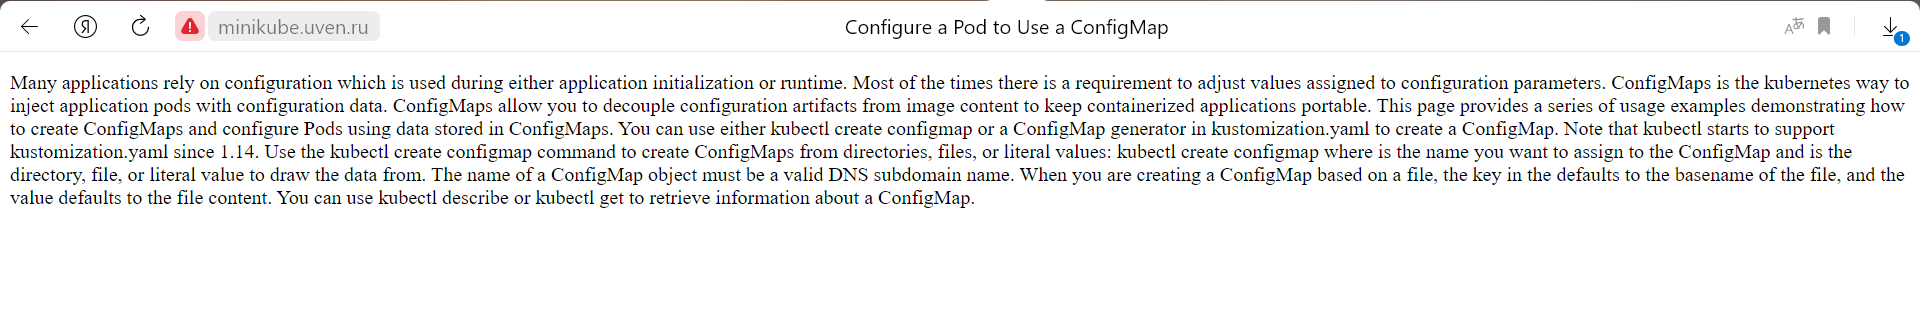 minikube.uven.ru
Configure a Pod to Use a ConfigMap
1
Many applications rely on configuration which is used during either application initialization or runtime. Most of the times there is a requirement to adjust values assigned to configuration parameters. ConfigMaps is the kubernetes way to
inject application pods with configuration data. ConfigMaps allow you to decouple configuration artifacts from image content to keep containerized applications portable. This page provides a series of usage examples demonstrating how
to create ConfigMaps and configure Pods using data stored in ConfigMaps. You can use either kubectl create configmap or a ConfigMap generator in kustomization.yaml to create a ConfigMap. Note that kubectl starts to support
kustomization.yaml since 1.14. Use the kubectl create configmap command to create ConfigMaps from directories, files, or literal values: kubectl create configmap where is the name you want to assign to the ConfigMap and is the
directory, file, or literal value to draw the data from. The name of a ConfigMap object must be a valid DNS subdomain name. When you are creating a ConfigMap based on a file, the key in the defaults to the basename of the file, and the
value defaults to the file content. You can use kubectl describe or kubectl get to retrieve information about a ConfigMap.